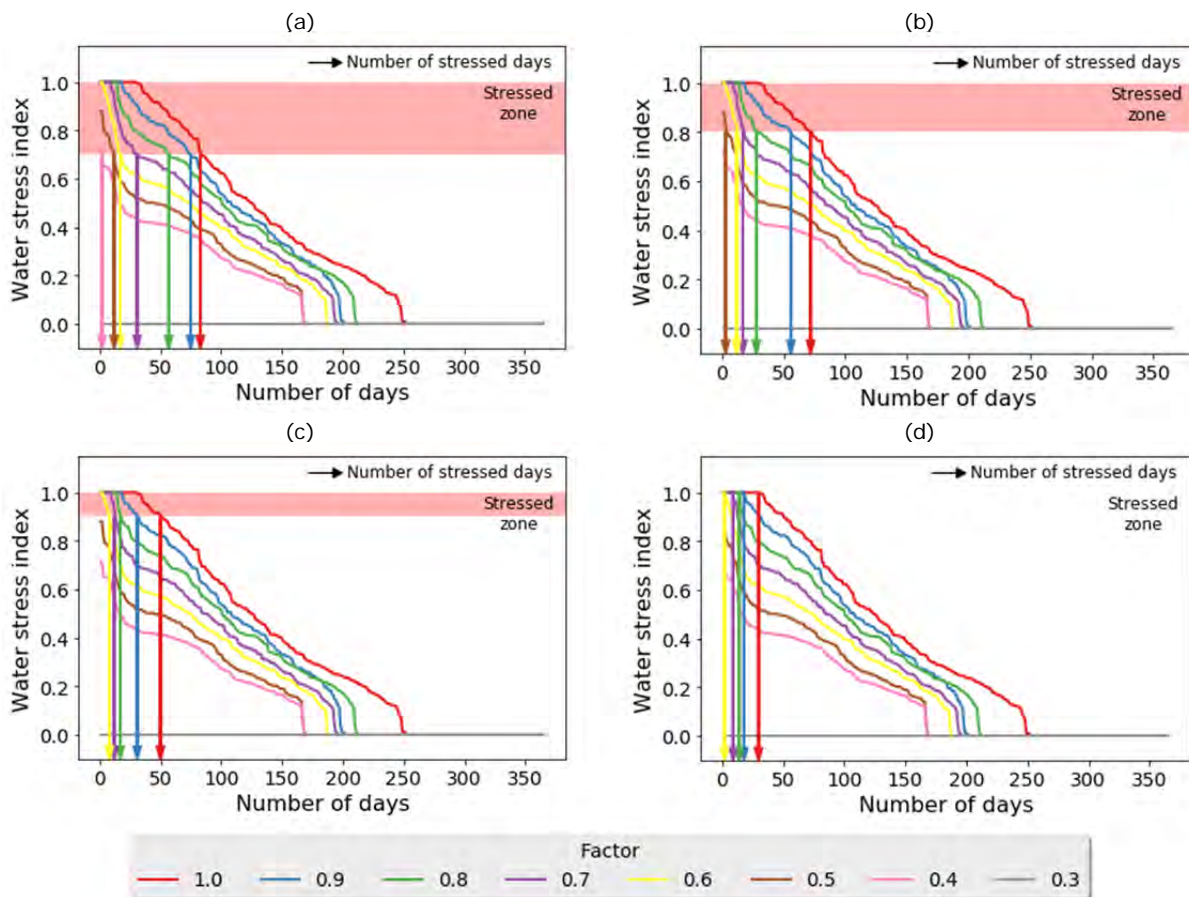 (a)
Number of stressed days
Stressed
zone
Water stress index
1.0
0.8
0.6
0.4
0.2
0.0
0 50 100 150 200 250 300 350
Number of days
(b)
Number of stressed days
Stressed
zone
Water stress index
1.0
0.8
0.6
0.4
0.2
0.0
0 50 100 150 200 250 300 350
Number of days
(c)
Number of stressed days
Stressed
zone
Water stress index
1.0
0.8
0.6
0.4
0.2
0.0
0 50 100 150 200 250 300 350
Number of days
(d)
Number of stressed days
Stressed
zone
Water stress index
1.0
0.8
0.6
0.4
0.2
0.0
0 50 100 150 200 250 300 350
Number of days
Factor
1.0 0.9 0.8 0.7 0.6 0.5 0.4 0.3